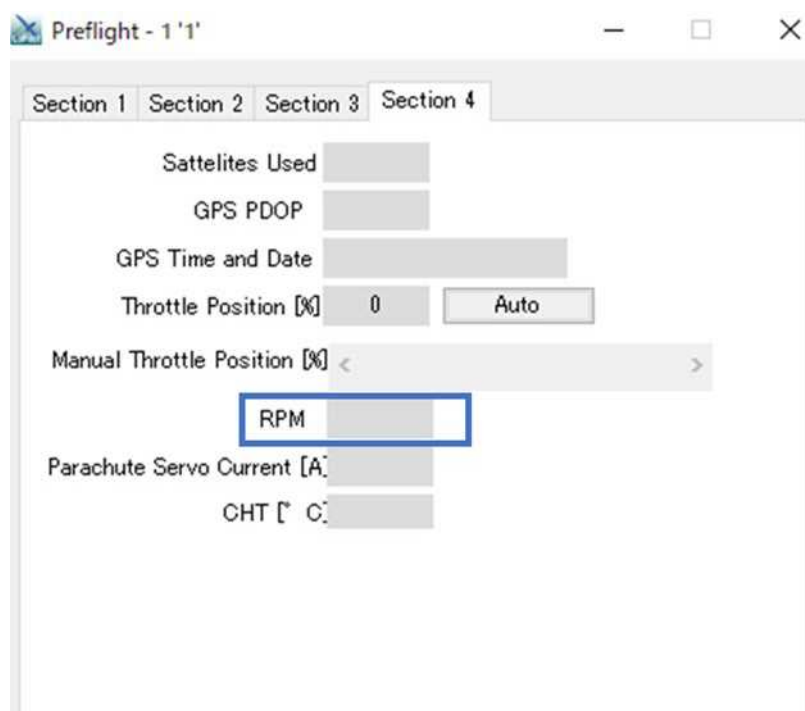 Preflight - 1 '1'
Section 1 Section 2 Section 3 Section 4
Sattelites Used
GPS PDOP
GPS Time and Date
Throttle Position [%] 0 Auto
Manual Throttle Position [%] < >
RPM
Parachute Servo Current [A]
CHT [° C]